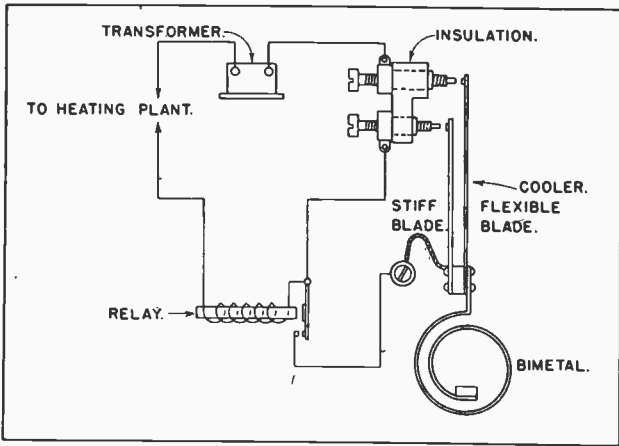 TRANSFORMER.
INSULATION.
TO HEATING PLANT.
COOLER.
STIFF
BLADE.
FLEXIBLE
BLADE.
RELAY.
BIMETAL.